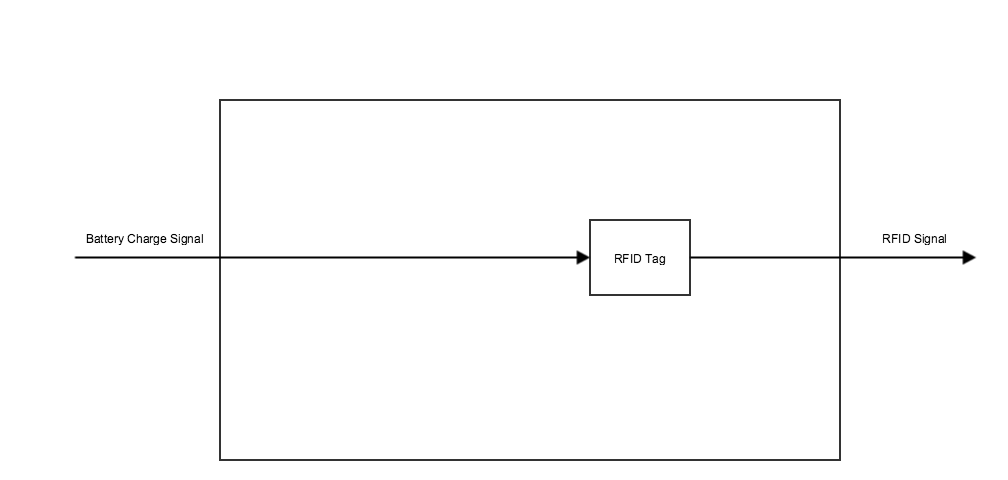 Battery Charge Signal
RFID Signal
RFID Tag